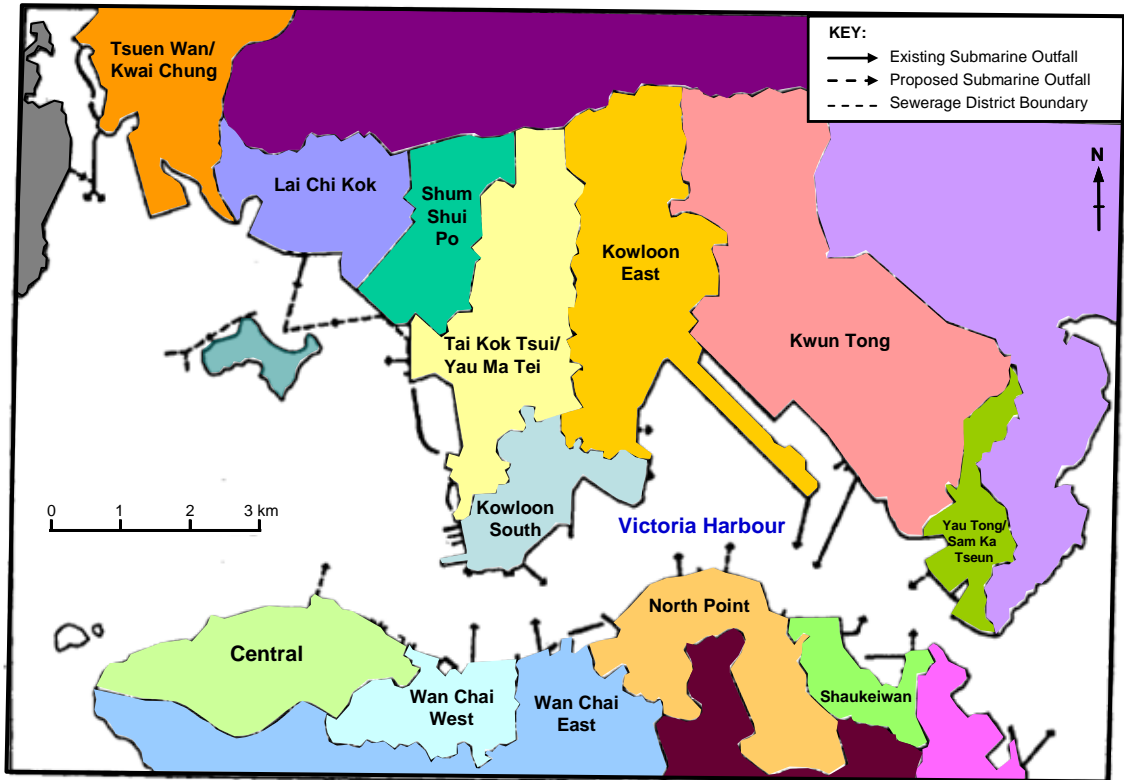 Tsuen Wan/
Kwai Chung
KEY:
Existing Submarine Outfall
Proposed Submarine Outfall
Sewerage District Boundary
N
Lai Chi Kok
Shum
Shui
Po
Kowloon
East
Tai Kok Tsui/
Yau Ma Tei
Kwun Tong
0 1 2 3 km
Kowloon
South
Victoria Harbour
Yau Tong/
Sam Ka
Tseun
North Point
Central
Wan Chai
West
Wan Chai
East
Shaukeiwan